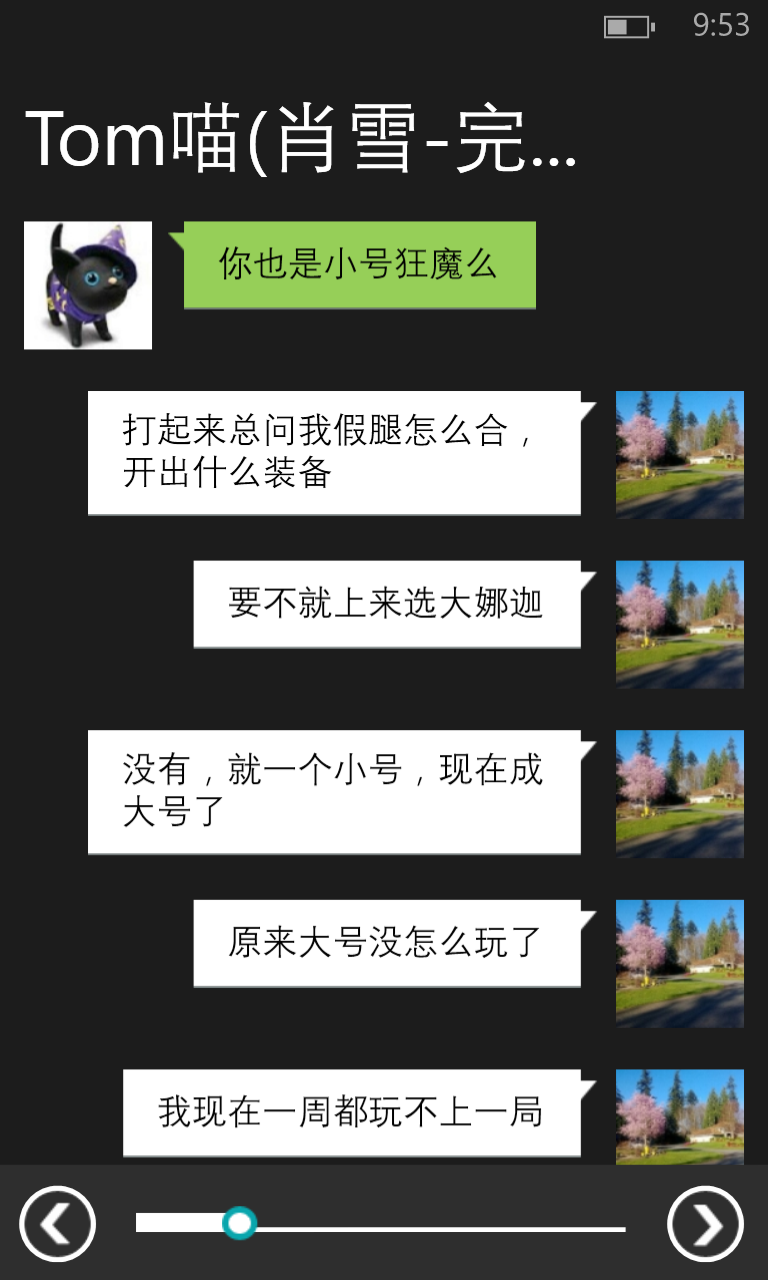 9:53
Tom喵(肖雪-完...
你也是小号狂魔么
打起来总问我假腿怎么合，
开出什么装备
要不就上来选大娜迦
没有，就一个小号，现在成
大号了
原来大号没怎么玩了
我现在一周都玩不上一局